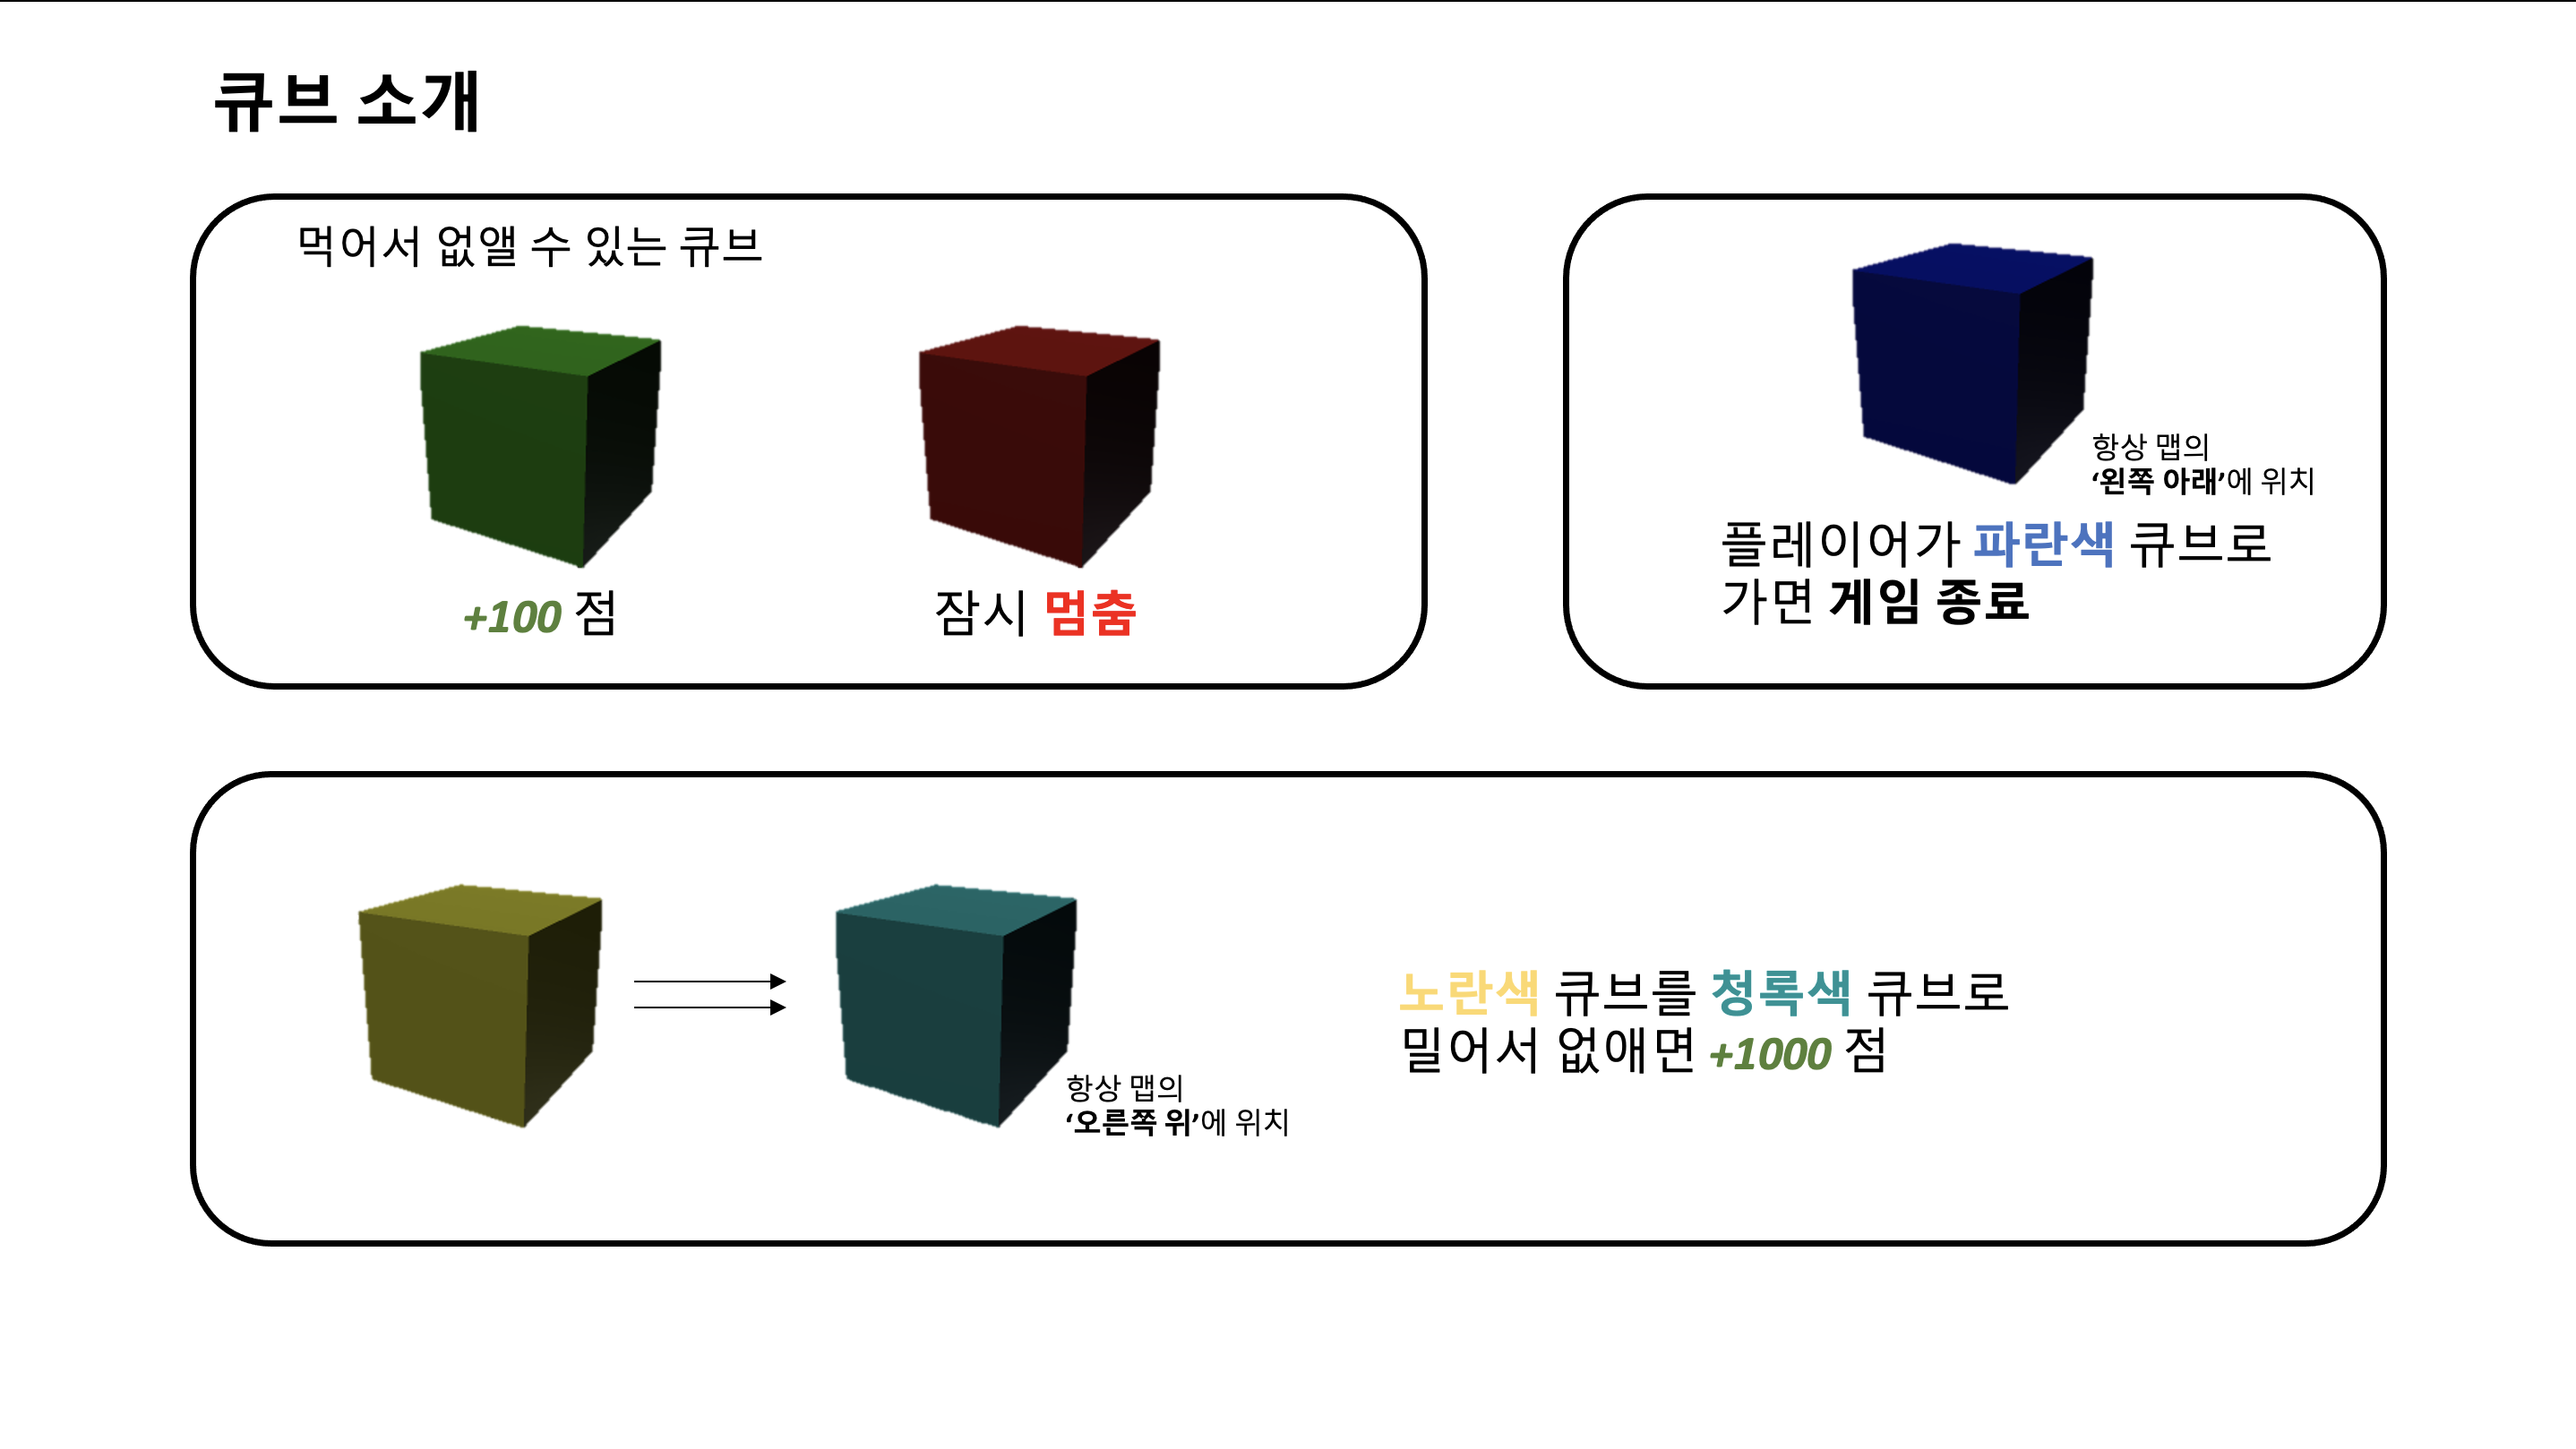 큐브 소개
먹어서 없앨 수 있는 큐브
+100 점
잠시 멈춤
항상 맵의
‘왼쪽 아래’에 위치
플레이어가 파란색 큐브로
가면 게임 종료
항상 맵의
‘오른쪽 위’에 위치
노란색 큐브를 청록색 큐브로
밀어서 없애면 +1000 점